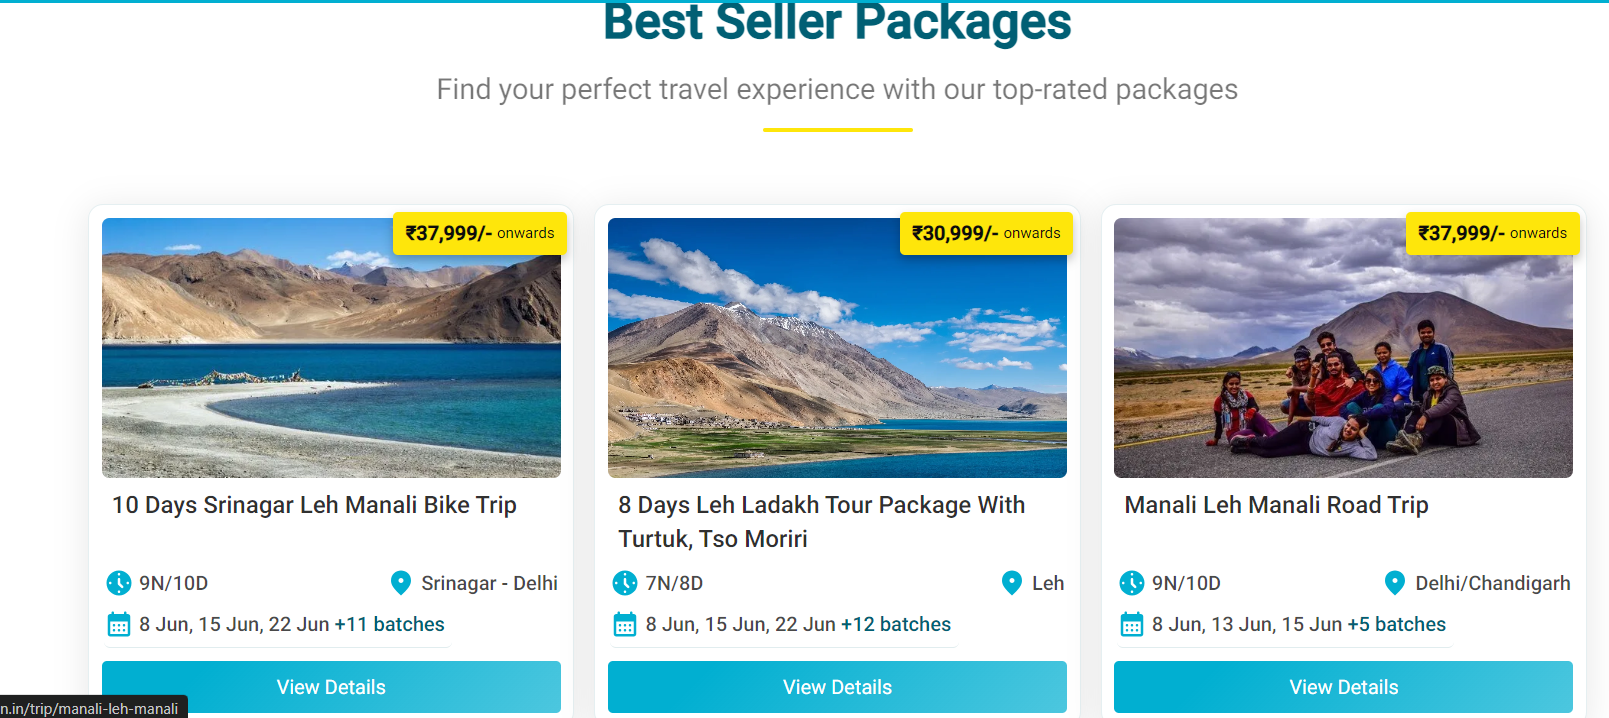 Best Seller Packages
Find your perfect travel experience with our top-rated packages
₹37,999/- onwards
10 Days Srinagar Leh Manali Bike Trip
9N/10D
Srinagar - Delhi
8 Jun, 15 Jun, 22 Jun +11 batches
View Details
₹30,999/- onwards
8 Days Leh Ladakh Tour Package With
Turtuk, Tso Moriri
7N/8D
Leh
8 Jun, 15 Jun, 22 Jun +12 batches
View Details
₹37,999/- onwards
Manali Leh Manali Road Trip
9N/10D
Delhi/Chandigarh
8 Jun, 13 Jun, 15 Jun +5 batches
View Details
n.in/trip/manali-leh-manali